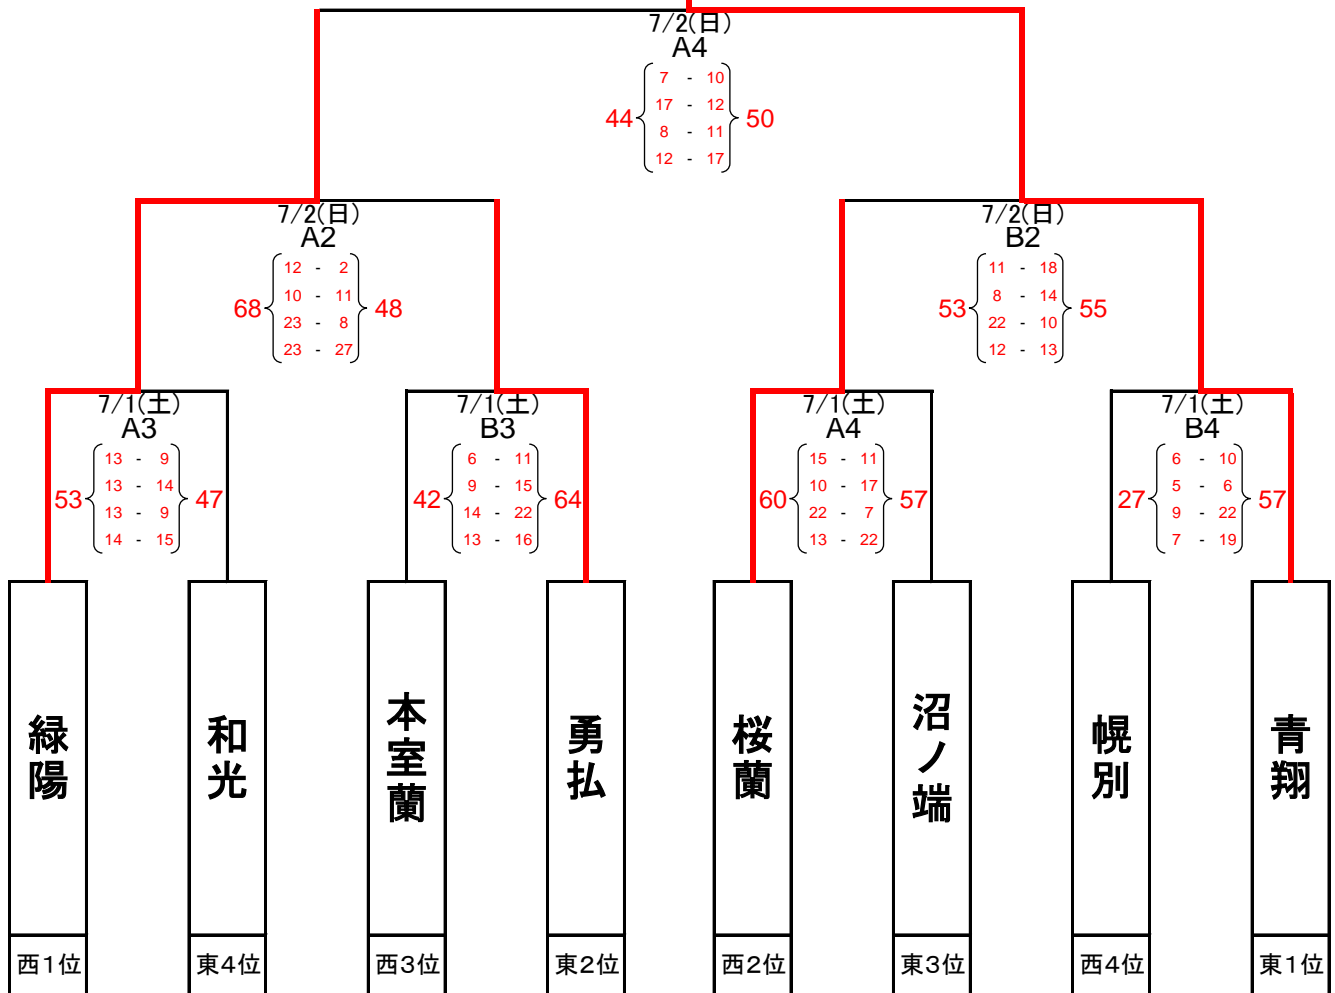 7/2(日)
A4
7 - 10
17 - 12
44 50
8 - 11
12 - 17
7/2(日)
A2
12 - 2
10 - 11
68 48
23 - 8
23 - 27
7/2(日)
B2
11 - 18
8 - 14
53 55
22 - 10
12 - 13
7/1(土)
A3
13 - 9
13 - 14
53 47
13 - 9
14 - 15
7/1(土)
B3
6 - 11
9 - 15
42 64
14 - 22
13 - 16
7/1(土)
A4
15 - 11
10 - 17
60 57
22 - 7
13 - 22
7/1(土)
B4
6 - 10
5 - 6
27 57
9 - 22
7 - 19
緑陽
和光
本室蘭
勇払
桜蘭
沼ノ端
幌別
青翔
西1位
東4位
西3位
東2位
西2位
東3位
西4位
東1位